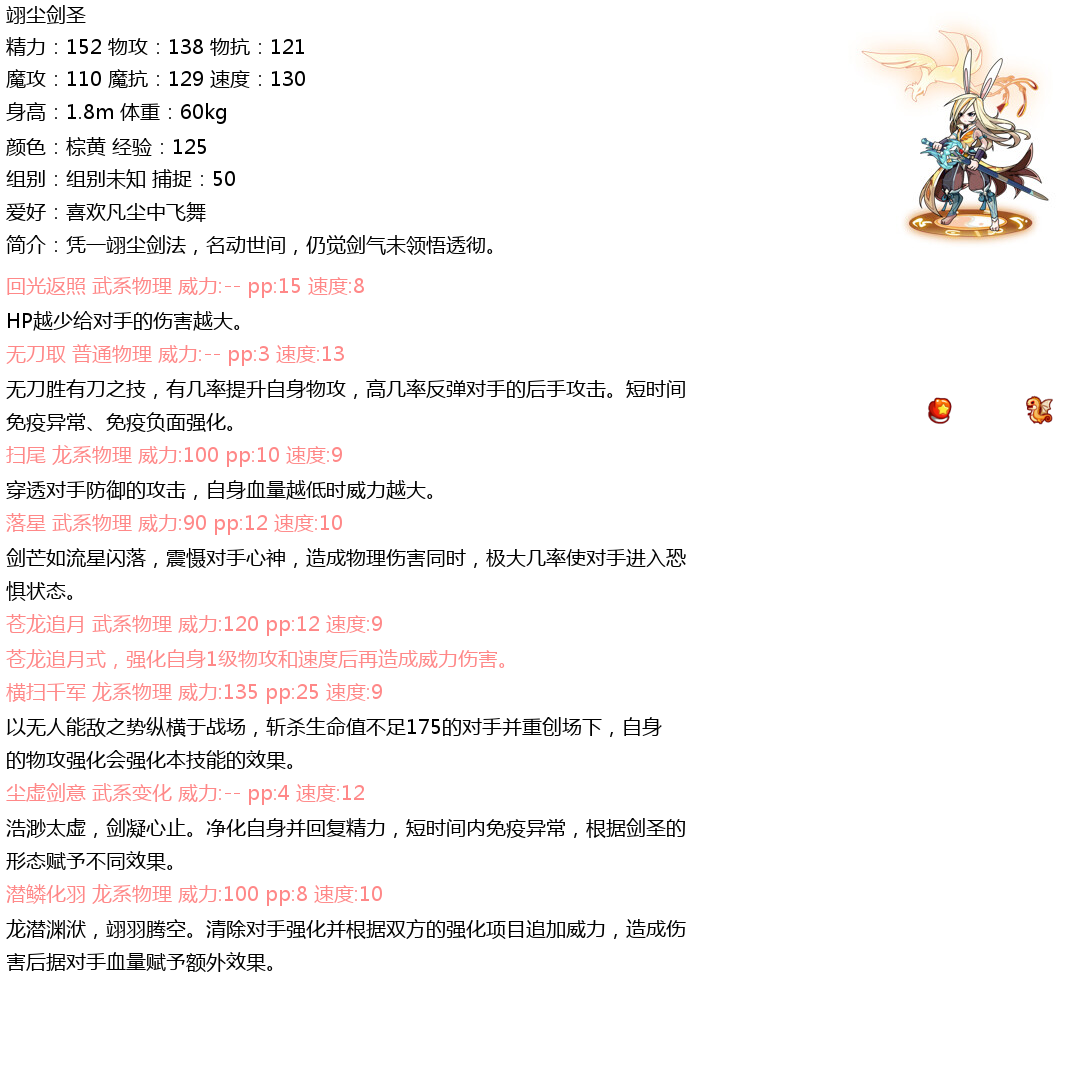 翊尘剑圣
精力：152 物攻：138 物抗：121
魔攻：110 魔抗：129 速度：130
身高：1.8m 体重：60kg
颜色：棕黄 经验：125
组别：组别未知 捕捉：50
爱好：喜欢凡尘中飞舞
简介：凭一翊尘剑法，名动世间，仍觉剑气未领悟透彻。
回光返照 武系物理 威力:-- pp:15 速度:8
HP越少给对手的伤害越大。
无刀取 普通物理 威力:-- pp:3 速度:13
无刀胜有刀之技，有几率提升自身物攻，高几率反弹对手的后手攻击。短时间
免疫异常、免疫负面强化。
扫尾 龙系物理 威力:100 pp:10 速度:9
穿透对手防御的攻击，自身血量越低时威力越大。
落星 武系物理 威力:90 pp:12 速度:10
剑芒如流星闪落，震慑对手心神，造成物理伤害同时，极大几率使对手进入恐
惧状态。
苍龙追月 武系物理 威力:120 pp:12 速度:9
苍龙追月式，强化自身1级物攻和速度后再造成威力伤害。
横扫千军 龙系物理 威力:135 pp:25 速度:9
以无人能敌之势纵横于战场，斩杀生命值不足175的对手并重创场下，自身
的物攻强化会强化本技能的效果。
尘虚剑意 武系变化 威力:-- pp:4 速度:12
浩渺太虚，剑凝心止。净化自身并回复精力，短时间内免疫异常，根据剑圣的
形态赋予不同效果。
潜鳞化羽 龙系物理 威力:100 pp:8 速度:10
龙潜渊洑，翊羽腾空。清除对手强化并根据双方的强化项目追加威力，造成伤
害后据对手血量赋予额外效果。